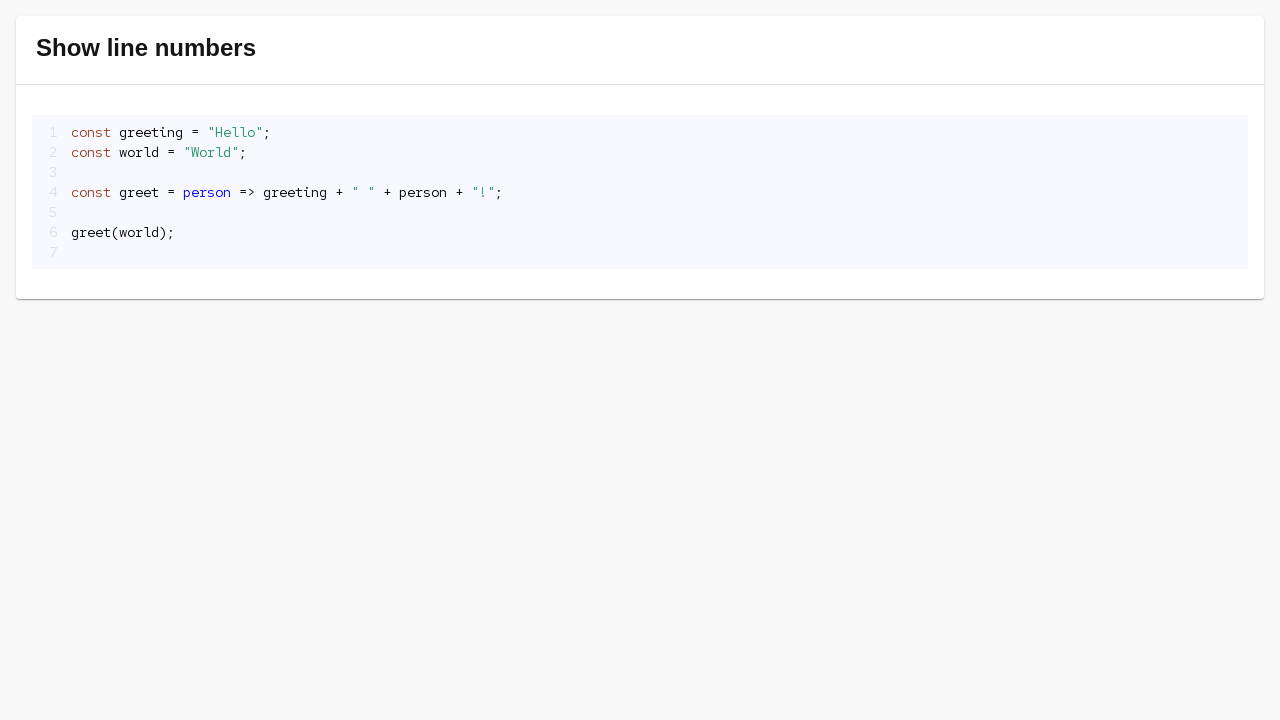 Show line numbers
1 const greeting = "Hello";
2 const world = "World";
3
4 const greet = person => greeting + " " + person + "!";
5
6 greet(world);
7